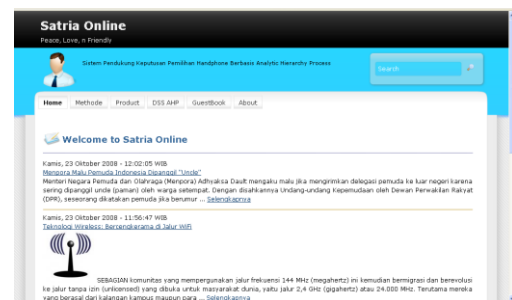 Satria Online
Peace, Love, n Friendly
Sistem Pendukung Keputusan Pemilihan Handphone Berbasis Analytic Hierarchy Process
Search
Home Methode Product DSS AHP GuestBook About
Welcome to Satria Online
Kamis, 23 Oktober 2008 - 12:02:05 WIB
Menpora Malu Pemuda Indonesia Dipanggil "Uncle"
Menteri Negara Pemuda dan Olahraga (Menpora) Adhyaksa Dault mengaku malu jika mengirimkan delegasi pemuda ke luar negeri karena
sering dipanggil uncle (paman) oleh warga setempat. Dengan disahkannya Undang-undang Kepemudaan oleh Dewan Perwakilan Rakyat
(DPR), seseorang dikatakan pemuda jika berumur ... Selengkapnya
Kamis, 23 Oktober 2008 - 11:56:47 WIB
Teknologi Wireless: Bercengkerama di Jalur WiFi
SEBAGIAN komunitas yang mempergunakan jalur frekuensi 144 MHz (megahertz) ini kemudian bermigrasi dan berevolusi
ke jalur tanpa izin (unlicensed) yang dibuka untuk masyarakat dunia, yaitu jalur 2,4 GHz (gigahertz) atau 24.000 MHz. Terutama mereka
yang berasal dari kalangan kampus maupun para ... Selengkapnya